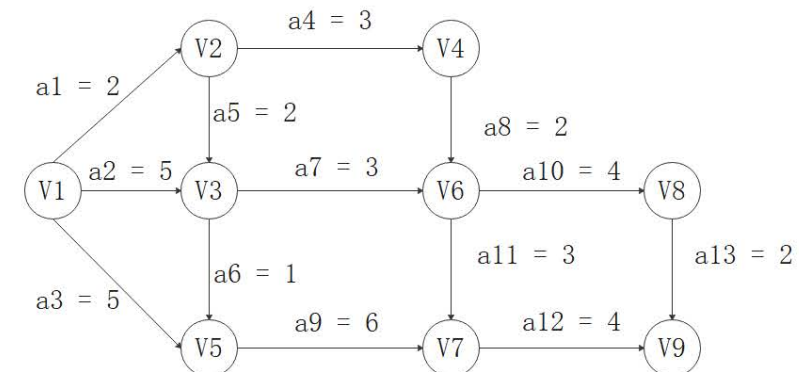 a4 = 3
V2
V4
a1 = 2
a5 = 2
a8 = 2
a2 = 5
a7 = 3
a10 = 4
V1
V3
V6
V8
a11 = 3
a13 = 2
a6 = 1
a3 = 5
a9 = 6
a12 = 4
V5
V7
V9